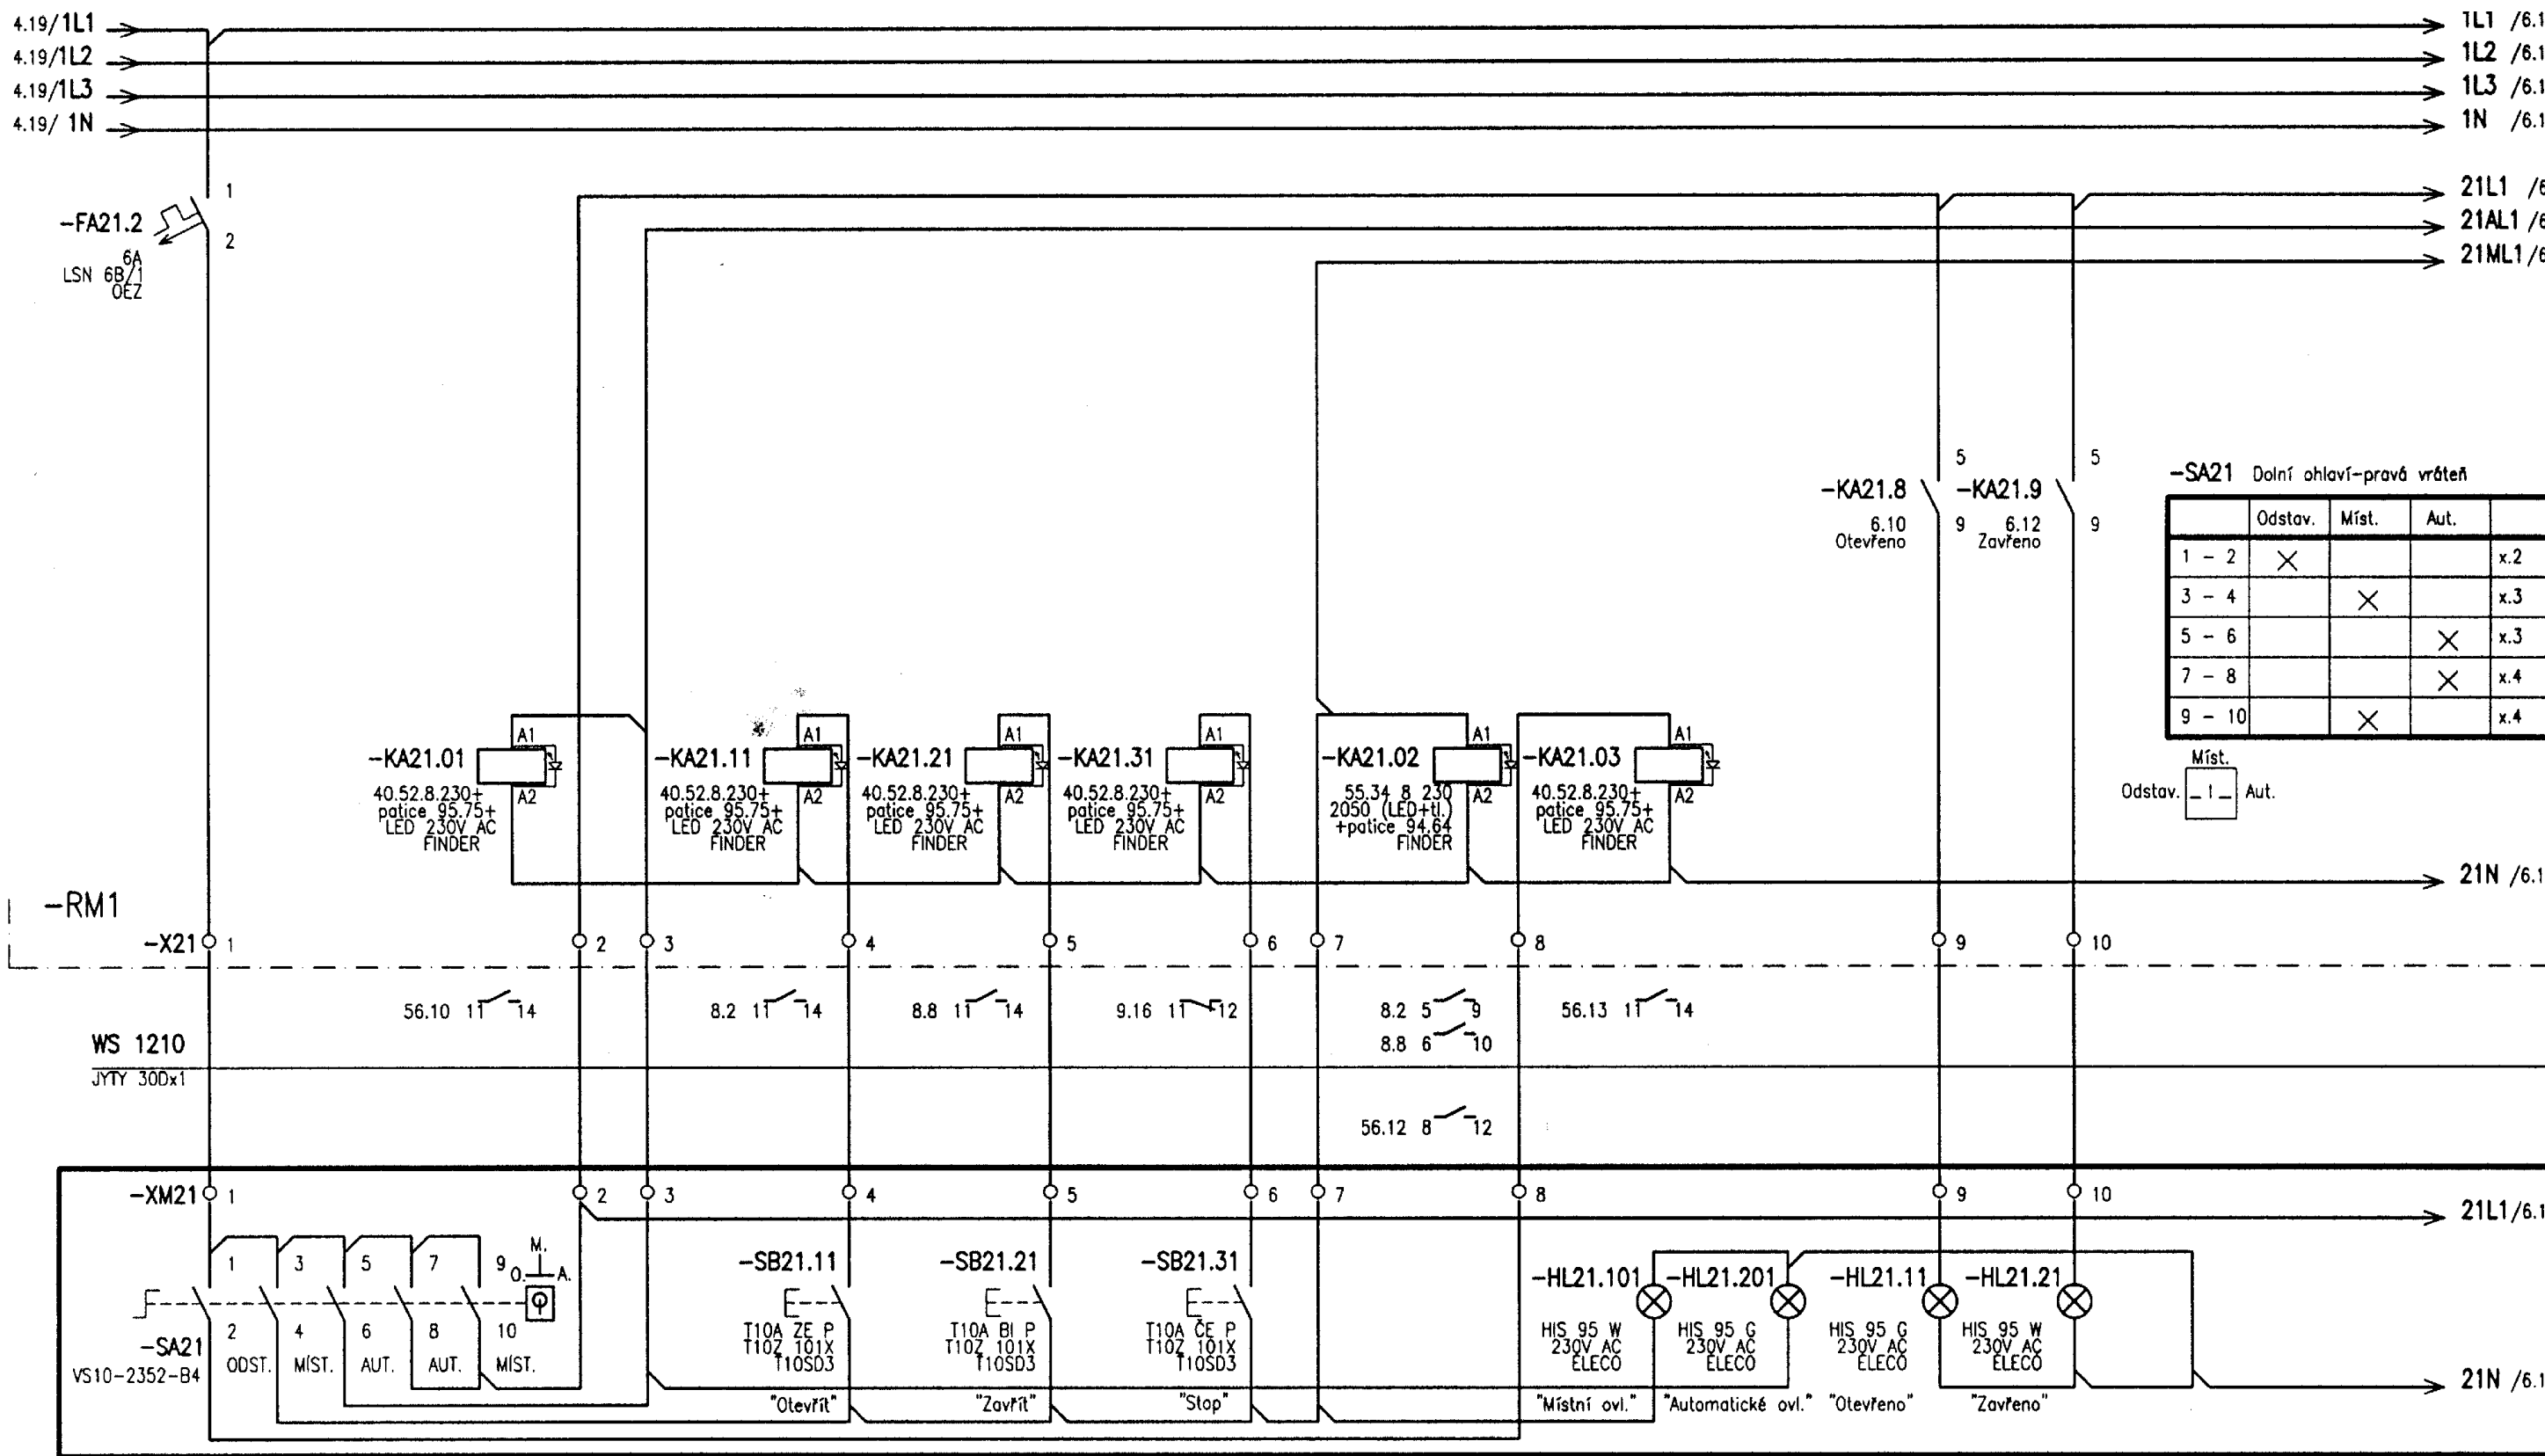 4.19/1L1
1L1 /6.1
4.19/1L2
1L2 /6.1
4.19/1L3
1L3 /6.1
4.19/ 1N
1N /6.1
21L1 /6
21AL1 /6
21ML1 /6
1
-FA21.2
2
6A
LSN 6B/1
OEZ
5
5
-KA21.8
-KA21.9
6.10
9
6.12
9
Otevřeno
Zavřeno
-SA21 Dolní ohlaví-pravá vráteň
Odstav. Míst. Aut.
1 - 2 X x.2
3 - 4 X x.3
5 - 6 X x.3
7 - 8 X x.4
9 - 10 X x.4
Míst.
Odstav. Aut.
A1 A1 A1 A1 A1 A1
-KA21.01 -KA21.11 -KA21.21 -KA21.31 -KA21.02 -KA21.03
A2 A2 A2 A2 A2 A2
40.52.8.230+
patice 95.75+
LED 230V AC
FINDER
40.52.8.230+
patice 95.75+
LED 230V AC
FINDER
40.52.8.230+
patice 95.75+
LED 230V AC
FINDER
40.52.8.230+
patice 95.75+
LED 230V AC
FINDER
55.34 8 230
2050 (LED+tl.)
+patice 94.64
FINDER
40.52.8.230+
patice 95.75+
LED 230V AC
FINDER
21N /6.1
-RM1
-X21 1 2 3 4 5 6 7 8 9 10
56.10 11 14
8.2 11 14
8.8 11 14
9.16 11 12
8.2 5 9
56.13 11 14
8.8 6 10
WS 1210
JYTY 30Dx1
56.12 8 12
-XM21 1 2 3 4 5 6 7 8 9 10
21L1/6.1
1 3 5 7 9
M.
O. A.
2 4 6 8 10
-SA21
VS10-2352-B4
ODST. MÍST. AUT. AUT. MÍST.
-SB21.11
T10A ZE P
T10Z 101X
T10SD3
"Otevřít"
-SB21.21
T10A BI P
T10Z 101X
T10SD3
"Zavřít"
-SB21.31
T10A ČE P
T10Z 101X
T10SD3
"Stop"
-HL21.101
HIS 95 W
230V AC
ELECO
"Místní ovl."
-HL21.201
HIS 95 G
230V AC
ELECO
"Automatické ovl."
-HL21.11
HIS 95 G
230V AC
ELECO
"Otevřeno"
-HL21.21
HIS 95 W
230V AC
ELECO
"Zavřeno"
21N /6.1